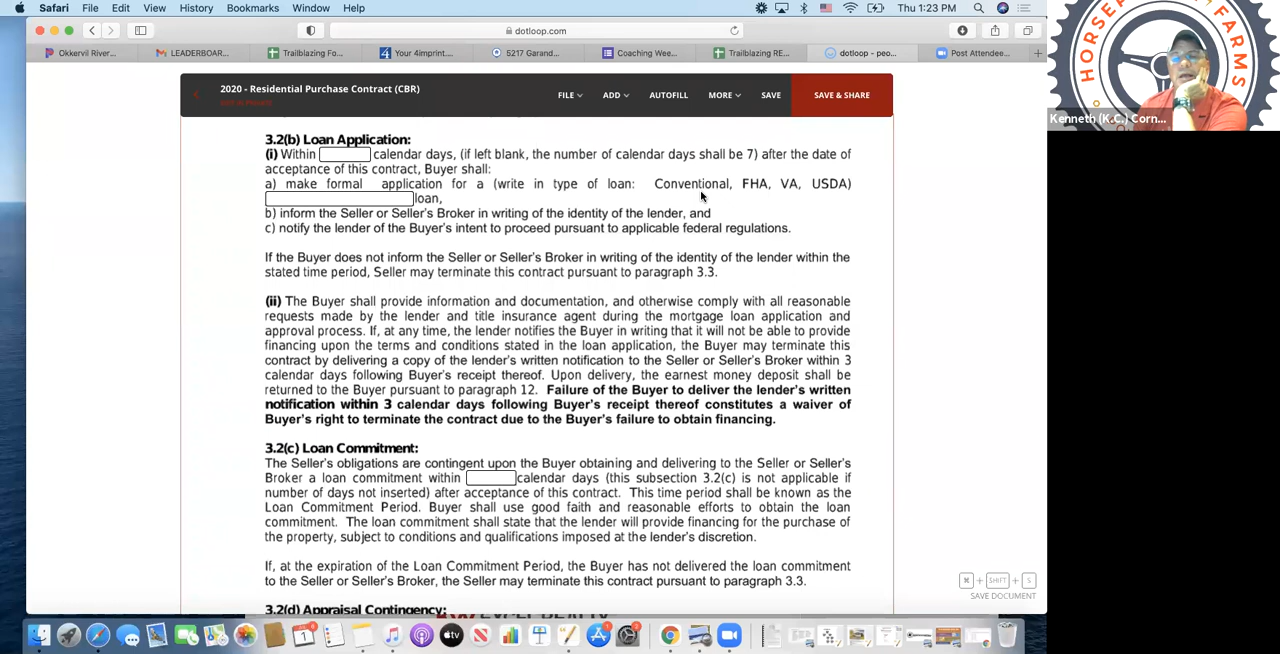 Safari File Edit View History Bookmarks Window Help Thu 1:23 PM
dotloop.com
Okkervil River... LEADERBOAR... Trailblazing Fo... Your 4imprint... 5217 Garand... Coaching Wee... Trailblazing RE... dotloop - peo... Post Attendee...
2020 - Residential Purchase Contract (CBR)
FILE ADD AUTOFILL MORE SAVE SAVE & SHARE
3.2(b) Loan Application:
(i) Within calendar days, (if left blank, the number of calendar days shall be 7) after the date of
acceptance of this contract, Buyer shall:
a) make formal application for a (write in type of loan: Conventional, FHA, VA, USDA)
loan,
b) inform the Seller or Seller's Broker in writing of the identity of the lender, and
c) notify the lender of the Buyer's intent to proceed pursuant to applicable federal regulations.
If the Buyer does not inform the Seller or Seller's Broker in writing of the identity of the lender within the
stated time period, Seller may terminate this contract pursuant to paragraph 3.3.
(ii) The Buyer shall provide information and documentation, and otherwise comply with all reasonable
requests made by the lender and title insurance agent during the mortgage loan application and
approval process. If, at any time, the lender notifies the Buyer in writing that it will not be able to provide
financing upon the terms and conditions stated in the loan application, the Buyer may terminate this
contract by delivering a copy of the lender's written notification to the Seller or Seller's Broker within 3
calendar days following Buyer's receipt thereof. Upon delivery, the earnest money deposit shall be
returned to the Buyer pursuant to paragraph 12. Failure of the Buyer to deliver the lender's written
notification within 3 calendar days following Buyer's receipt thereof constitutes a waiver of
Buyer's right to terminate the contract due to the Buyer's failure to obtain financing.
3.2(c) Loan Commitment:
The Seller's obligations are contingent upon the Buyer obtaining and delivering to the Seller or Seller's
Broker a loan commitment within calendar days (this subsection 3.2(c) is not applicable if
number of days not inserted) after acceptance of this contract. This time period shall be known as the
Loan Commitment Period. Buyer shall use good faith and reasonable efforts to obtain the loan
commitment. The loan commitment shall state that the lender will provide financing for the purchase of
the property, subject to conditions and qualifications imposed at the lender's discretion.
If, at the expiration of the Loan Commitment Period, the Buyer has not delivered the loan commitment
to the Seller or Seller's Broker, the Seller may terminate this contract pursuant to paragraph 3.3.
3.2(d) Appraisal Contingency:
⌘ + SHIFT + S
SAVE DOCUMENT
tv
FARMS
Kenneth (K.C.) Corn...